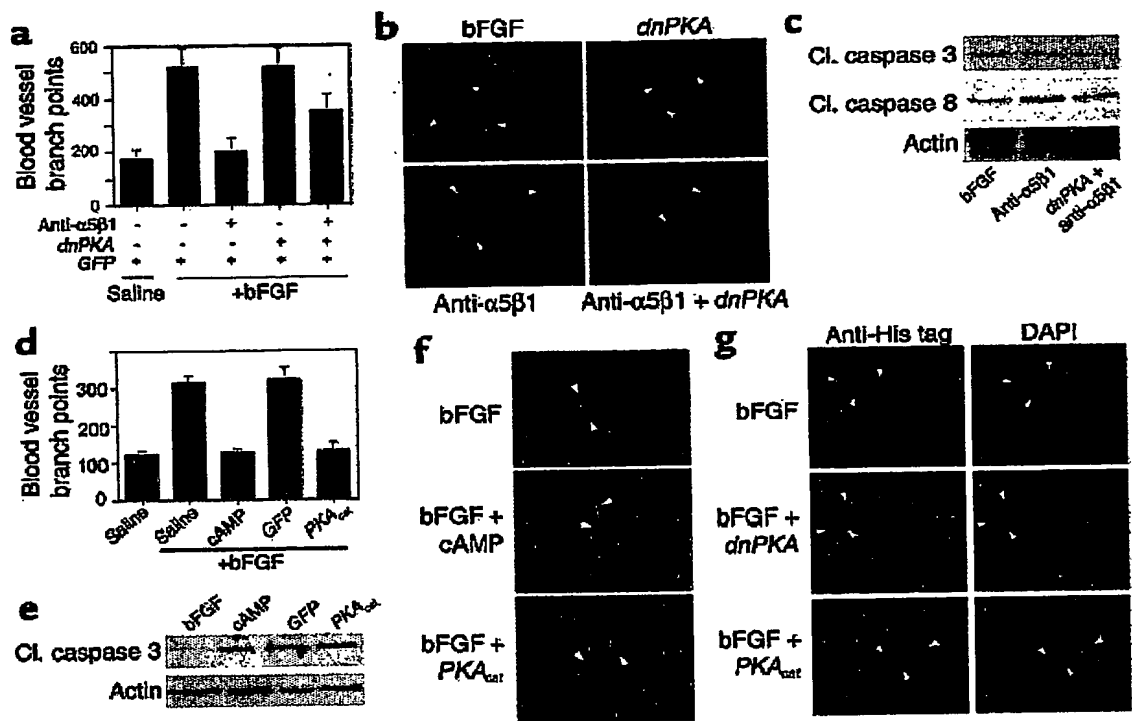 a
Blood vessel
branch points
600
400
200
0
Anti-α5β1 - - + - +
dnPKA - - - + +
GFP + + + + +
Saline +bFGF
b
bFGF dnPKA
Anti-α5β1 Anti-α5β1 + dnPKA
c
Cl. caspase 3
Cl. caspase 8
Actin
bFGF
Anti-α5β1
dnPKA +
anti-α5β1
d
Blood vessel
branch points
300
200
100
0
Saline Saline cAMP GFP PKAcat
+bFGF
e
bFGF cAMP GFP PKAcat
Cl. caspase 3
Actin
f
bFGF
bFGF +
cAMP
bFGF +
PKAcat
g
Anti-His tag DAPI
bFGF
bFGF +
dnPKA
bFGF +
PKAcat